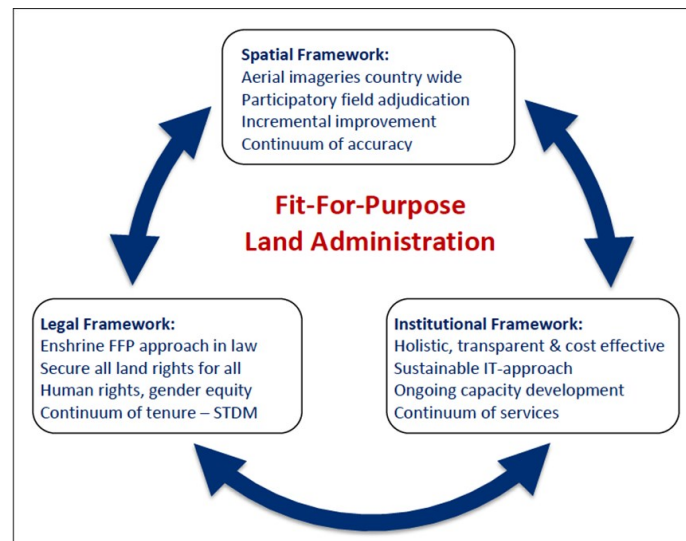 Spatial Framework:
Aerial imageries country wide
Participatory field adjudication
Incremental improvement
Continuum of accuracy
Fit-For-Purpose
Land Administration
Legal Framework:
Enshrine FFP approach in law
Secure all land rights for all
Human rights, gender equity
Continuum of tenure – STDM
Institutional Framework:
Holistic, transparent & cost effective
Sustainable IT-approach
Ongoing capacity development
Continuum of services